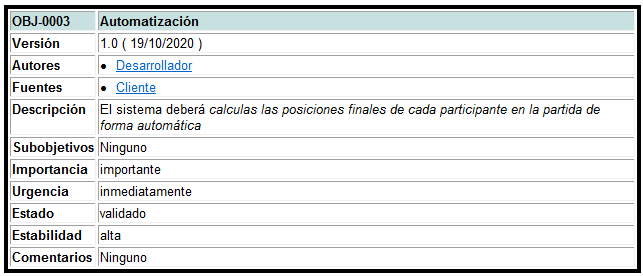 OBJ-0003 Automatización
Versión 1.0 ( 19/10/2020 )
Autores • Desarrollador
Fuentes • Cliente
Descripción El sistema deberá calculas las posiciones finales de cada participante en la partida de
forma automática
Subobjetivos Ninguno
Importancia importante
Urgencia inmediatamente
Estado validado
Estabilidad alta
Comentarios Ninguno